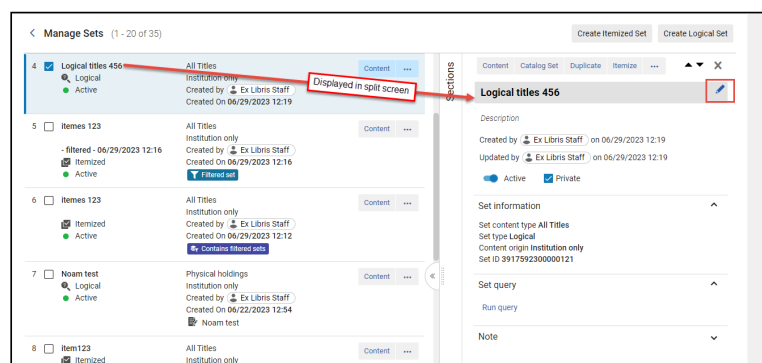 Manage Sets (1 - 20 of 35)
Create Itemized Set Create Logical Set
4 Logical titles 456 All Titles Content
Logical Institution only
Active Created by Ex Libris Staff
Created On 06/29/2023 12:19
Displayed in split screen
5 itemes 123 All Titles Content
Institution only
- filtered - 06/29/2023 12:16 Created by Ex Libris Staff
Itemized Created On 06/29/2023 12:16
Active Filtered set
6 itemes 123 All Titles Content
Institution only
Itemized Created by Ex Libris Staff
Active Created On 06/29/2023 12:12
Contains filtered sets
7 Noam test Physical holdings Content
Logical Institution only
Active Created by Ex Libris Staff
Created On 06/22/2023 12:54
Noam test
8 item123 All Titles Content
Itemized Institution only
Sections
Content Catalog Set Duplicate Itemize
Logical titles 456
Description
Created by Ex Libris Staff on 06/29/2023 12:19
Updated by Ex Libris Staff on 06/29/2023 12:19
Active Private
Set information
Set content type All Titles
Set type Logical
Content origin Institution only
Set ID 3917592300000121
Set query
Run query
Note